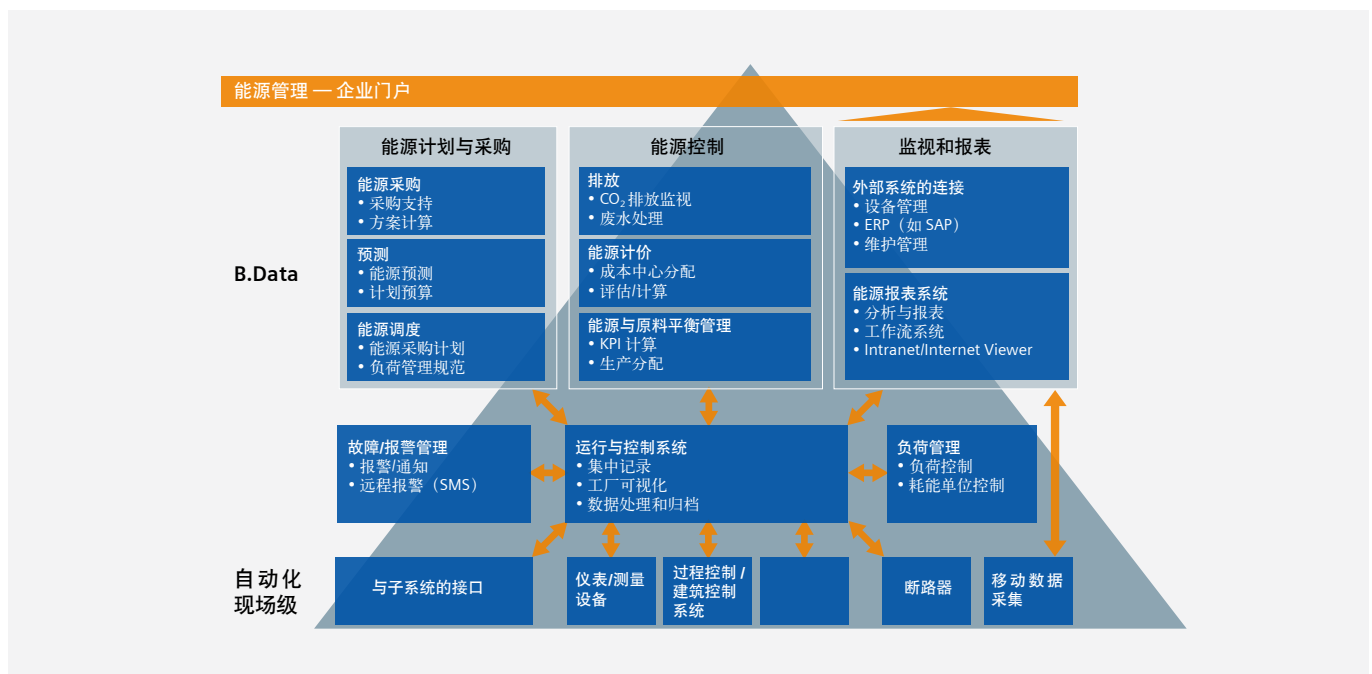 能源管理 — 企业门户
能源计划与采购
能源采购
• 采购支持
• 方案计算
预测
• 能源预测
• 计划预算
能源调度
• 能源采购计划
• 负荷管理规范
能源控制
排放
• CO₂ 排放监视
• 废水处理
能源计价
• 成本中心分配
• 评估/计算
能源与原料平衡管理
• KPI 计算
• 生产分配
监视和报表
外部系统的连接
• 设备管理
• ERP（如 SAP）
• 维护管理
能源报表系统
• 分析与报表
• 工作流系统
• Intranet/Internet Viewer
B.Data
故障/报警管理
• 报警/通知
• 远程报警（SMS）
运行与控制系统
• 集中记录
• 工厂可视化
• 数据处理和归档
负荷管理
• 负荷控制
• 耗能单位控制
自动化
现场级
与子系统的接口
仪表/测量
设备
过程控制 /
建筑控制
系统
断路器
移动数据
采集